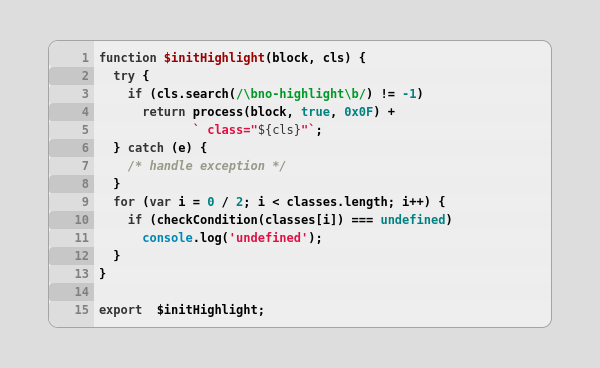 1 function $initHighlight(block, cls) {
2   try {
3     if (cls.search(/\bno-highlight\b/) != -1)
4       return process(block, true, 0x0F) +
5              ` class="${cls}"`;
6   } catch (e) {
7     /* handle exception */
8   }
9   for (var i = 0 / 2; i < classes.length; i++) {
10     if (checkCondition(classes[i]) === undefined)
11       console.log('undefined');
12   }
13 }
14
15 export  $initHighlight;